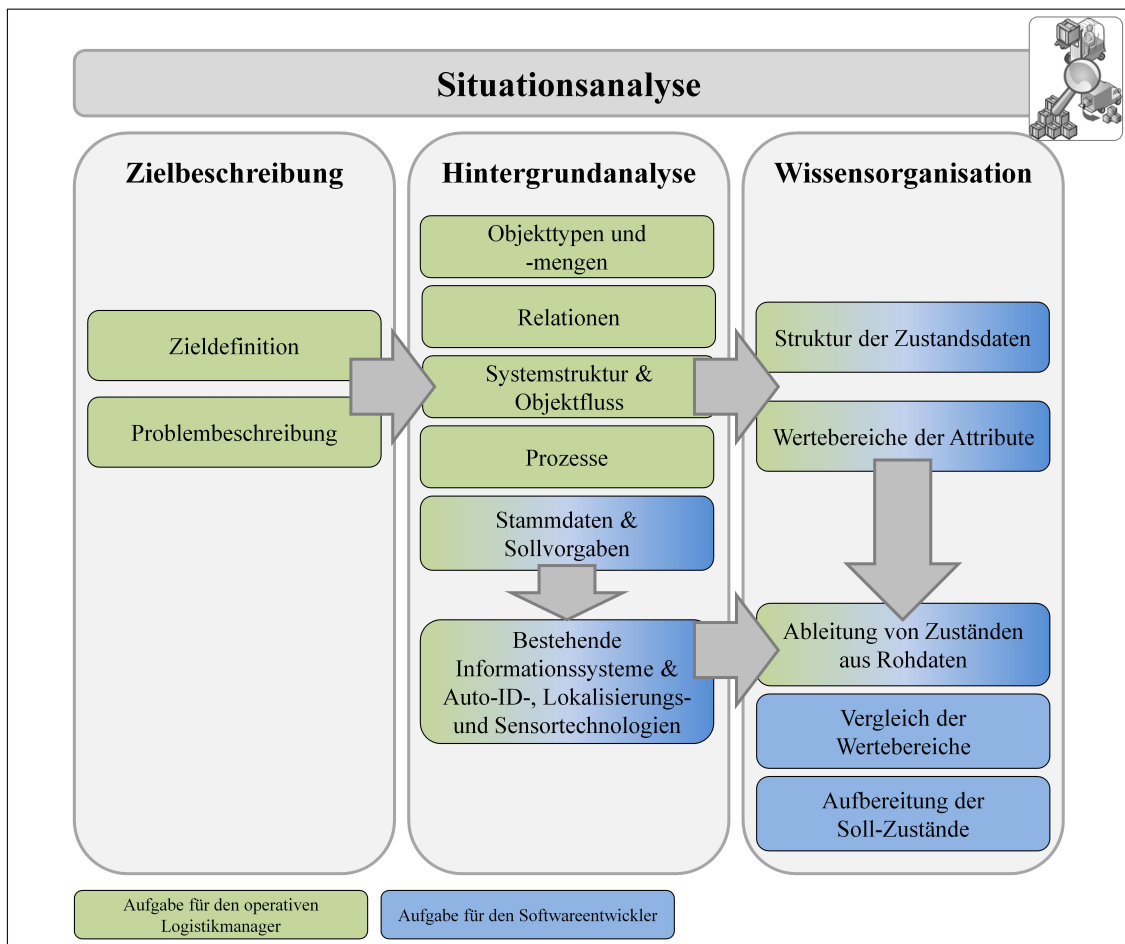 Situationsanalyse
Zielbeschreibung
Zieldefinition
Problembeschreibung
Hintergrundanalyse
Objekttypen und
-mengen
Relationen
Systemstruktur &
Objektfluss
Prozesse
Stammdaten &
Sollvorgaben
Bestehende
Informationssysteme &
Auto-ID-, Lokalisierungs-
und Sensortechnologien
Wissensorganisation
Struktur der Zustandsdaten
Wertebereiche der Attribute
Ableitung von Zuständen
aus Rohdaten
Vergleich der
Wertebereiche
Aufbereitung der
Soll-Zustände
Aufgabe für den operativen
Logistikmanager
Aufgabe für den Softwareentwickler